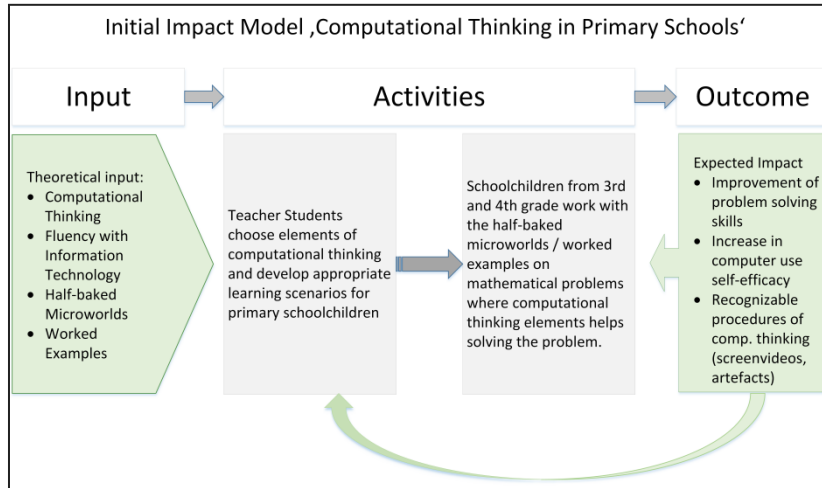 Initial Impact Model ‚Computational Thinking in Primary Schools‘
Input
Activities
Outcome
Theoretical input:
• Computational
Thinking
• Fluency with
Information
Technology
• Half-baked
Microworlds
• Worked
Examples
Teacher Students
choose elements of
computational thinking
and develop appropriate
learning scenarios for
primary schoolchildren
Schoolchildren from 3rd
and 4th grade work with
the half-baked
microworlds / worked
examples on
mathematical problems
where computational
thinking elements helps
solving the problem.
Expected Impact
• Improvement of
problem solving
skills
• Increase in
computer use
self-efficacy
• Recognizable
procedures of
comp. thinking
(screenvideos,
artefacts)